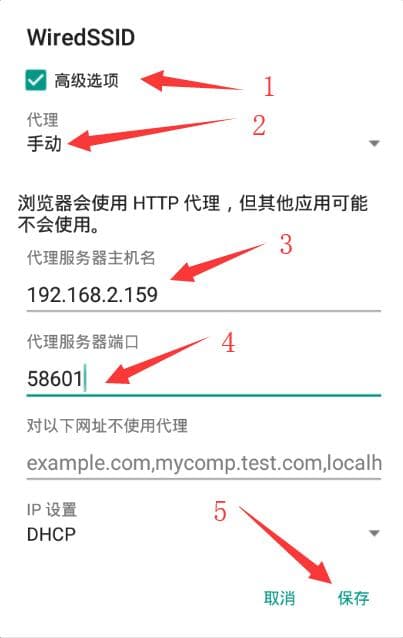 WiredSSID
高级选项
1
代理
2
手动
浏览器会使用 HTTP 代理，但其他应用可能
不会使用。
代理服务器主机名
3
192.168.2.159
代理服务器端口
4
58601
对以下网址不使用代理
example.com,mycomp.test.com,localh
IP 设置
5
DHCP
取消
保存